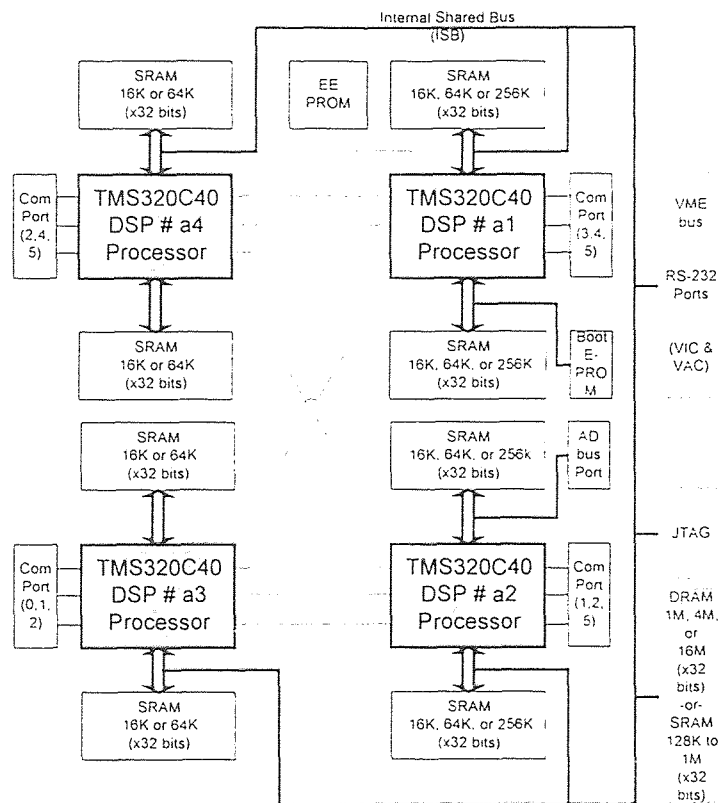 Internal Shared Bus
(ISB)
SRAM
16K or 64K
(x32 bits)
EE
PROM
SRAM
16K, 64K or 256K
(x32 bits)
Com
Port
(2,4,
5)
TMS320C40
DSP # a4
Processor
TMS320C40
DSP # a1
Processor
Com
Port
(3,4,
5)
VME
bus
RS-232
Ports
(VIC &
VAC)
SRAM
16K or 64K
(x32 bits)
SRAM
16K, 64K, or 256K
(x32 bits)
Boot
E-
PRO
M
SRAM
16K or 64K
(x32 bits)
SRAM
16K, 64K, or 256k
(x32 bits)
AD
bus
Port
JTAG
Com
Port
(0,1,
2)
TMS320C40
DSP # a3
Processor
TMS320C40
DSP # a2
Processor
Com
Port
(1,2,
5)
DRAM
1M, 4M,
or
16M
(x32
bits)
-or-
SRAM
128K to
1M
(x32
bits)
SRAM
16K or 64K
(x32 bits)
SRAM
16K, 64K, or 256K
(x32 bits)